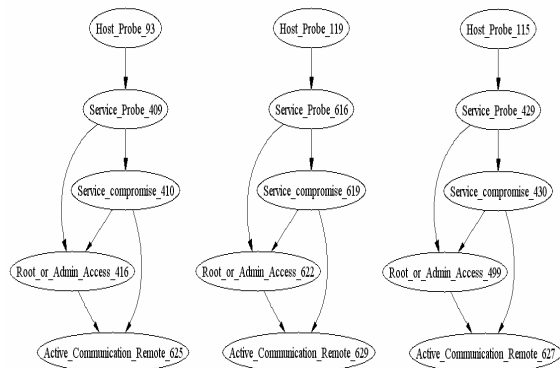 Host_Probe_93
Host_Probe_119
Host_Probe_115
Service_Probe_409
Service_Probe_616
Service_Probe_429
Service_compromise_410
Service_compromise_619
Service_compromise_430
Root_or_Admin_Access_416
Root_or_Admin_Access_622
Root_or_Admin_Access_499
Active_Communication_Remote_625
Active_Communication_Remote_629
Active_Communication_Remote_627